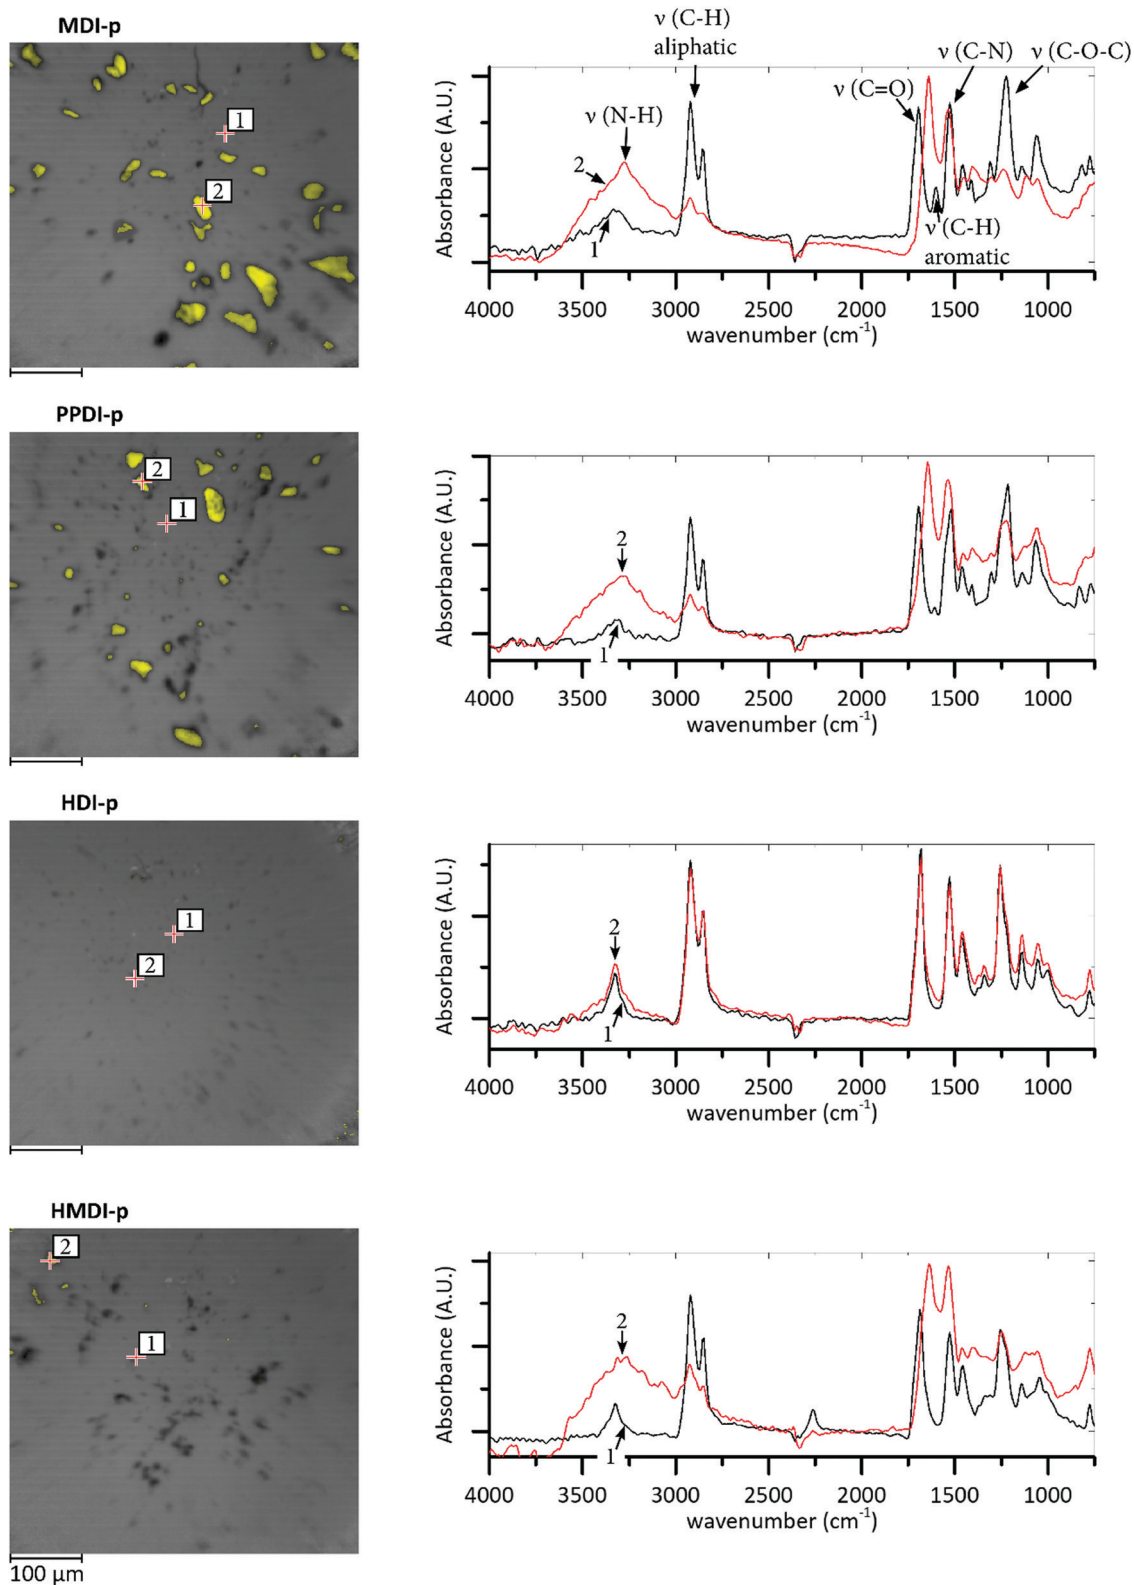 MDI-p
1
2
ν (C-H)
aliphatic
ν (C-N)
ν (C-O-C)
ν (C=O)
ν (N-H)
2
1
ν (C-H)
aromatic
Absorbance (A.U.)
4000 3500 3000 2500 2000 1500 1000
wavenumber (cm-1)
PPDI-p
2
1
2
1
Absorbance (A.U.)
4000 3500 3000 2500 2000 1500 1000
wavenumber (cm-1)
HDI-p
1
2
2
1
Absorbance (A.U.)
4000 3500 3000 2500 2000 1500 1000
wavenumber (cm-1)
HMDI-p
2
1
2
1
Absorbance (A.U.)
4000 3500 3000 2500 2000 1500 1000
wavenumber (cm-1)
100 µm